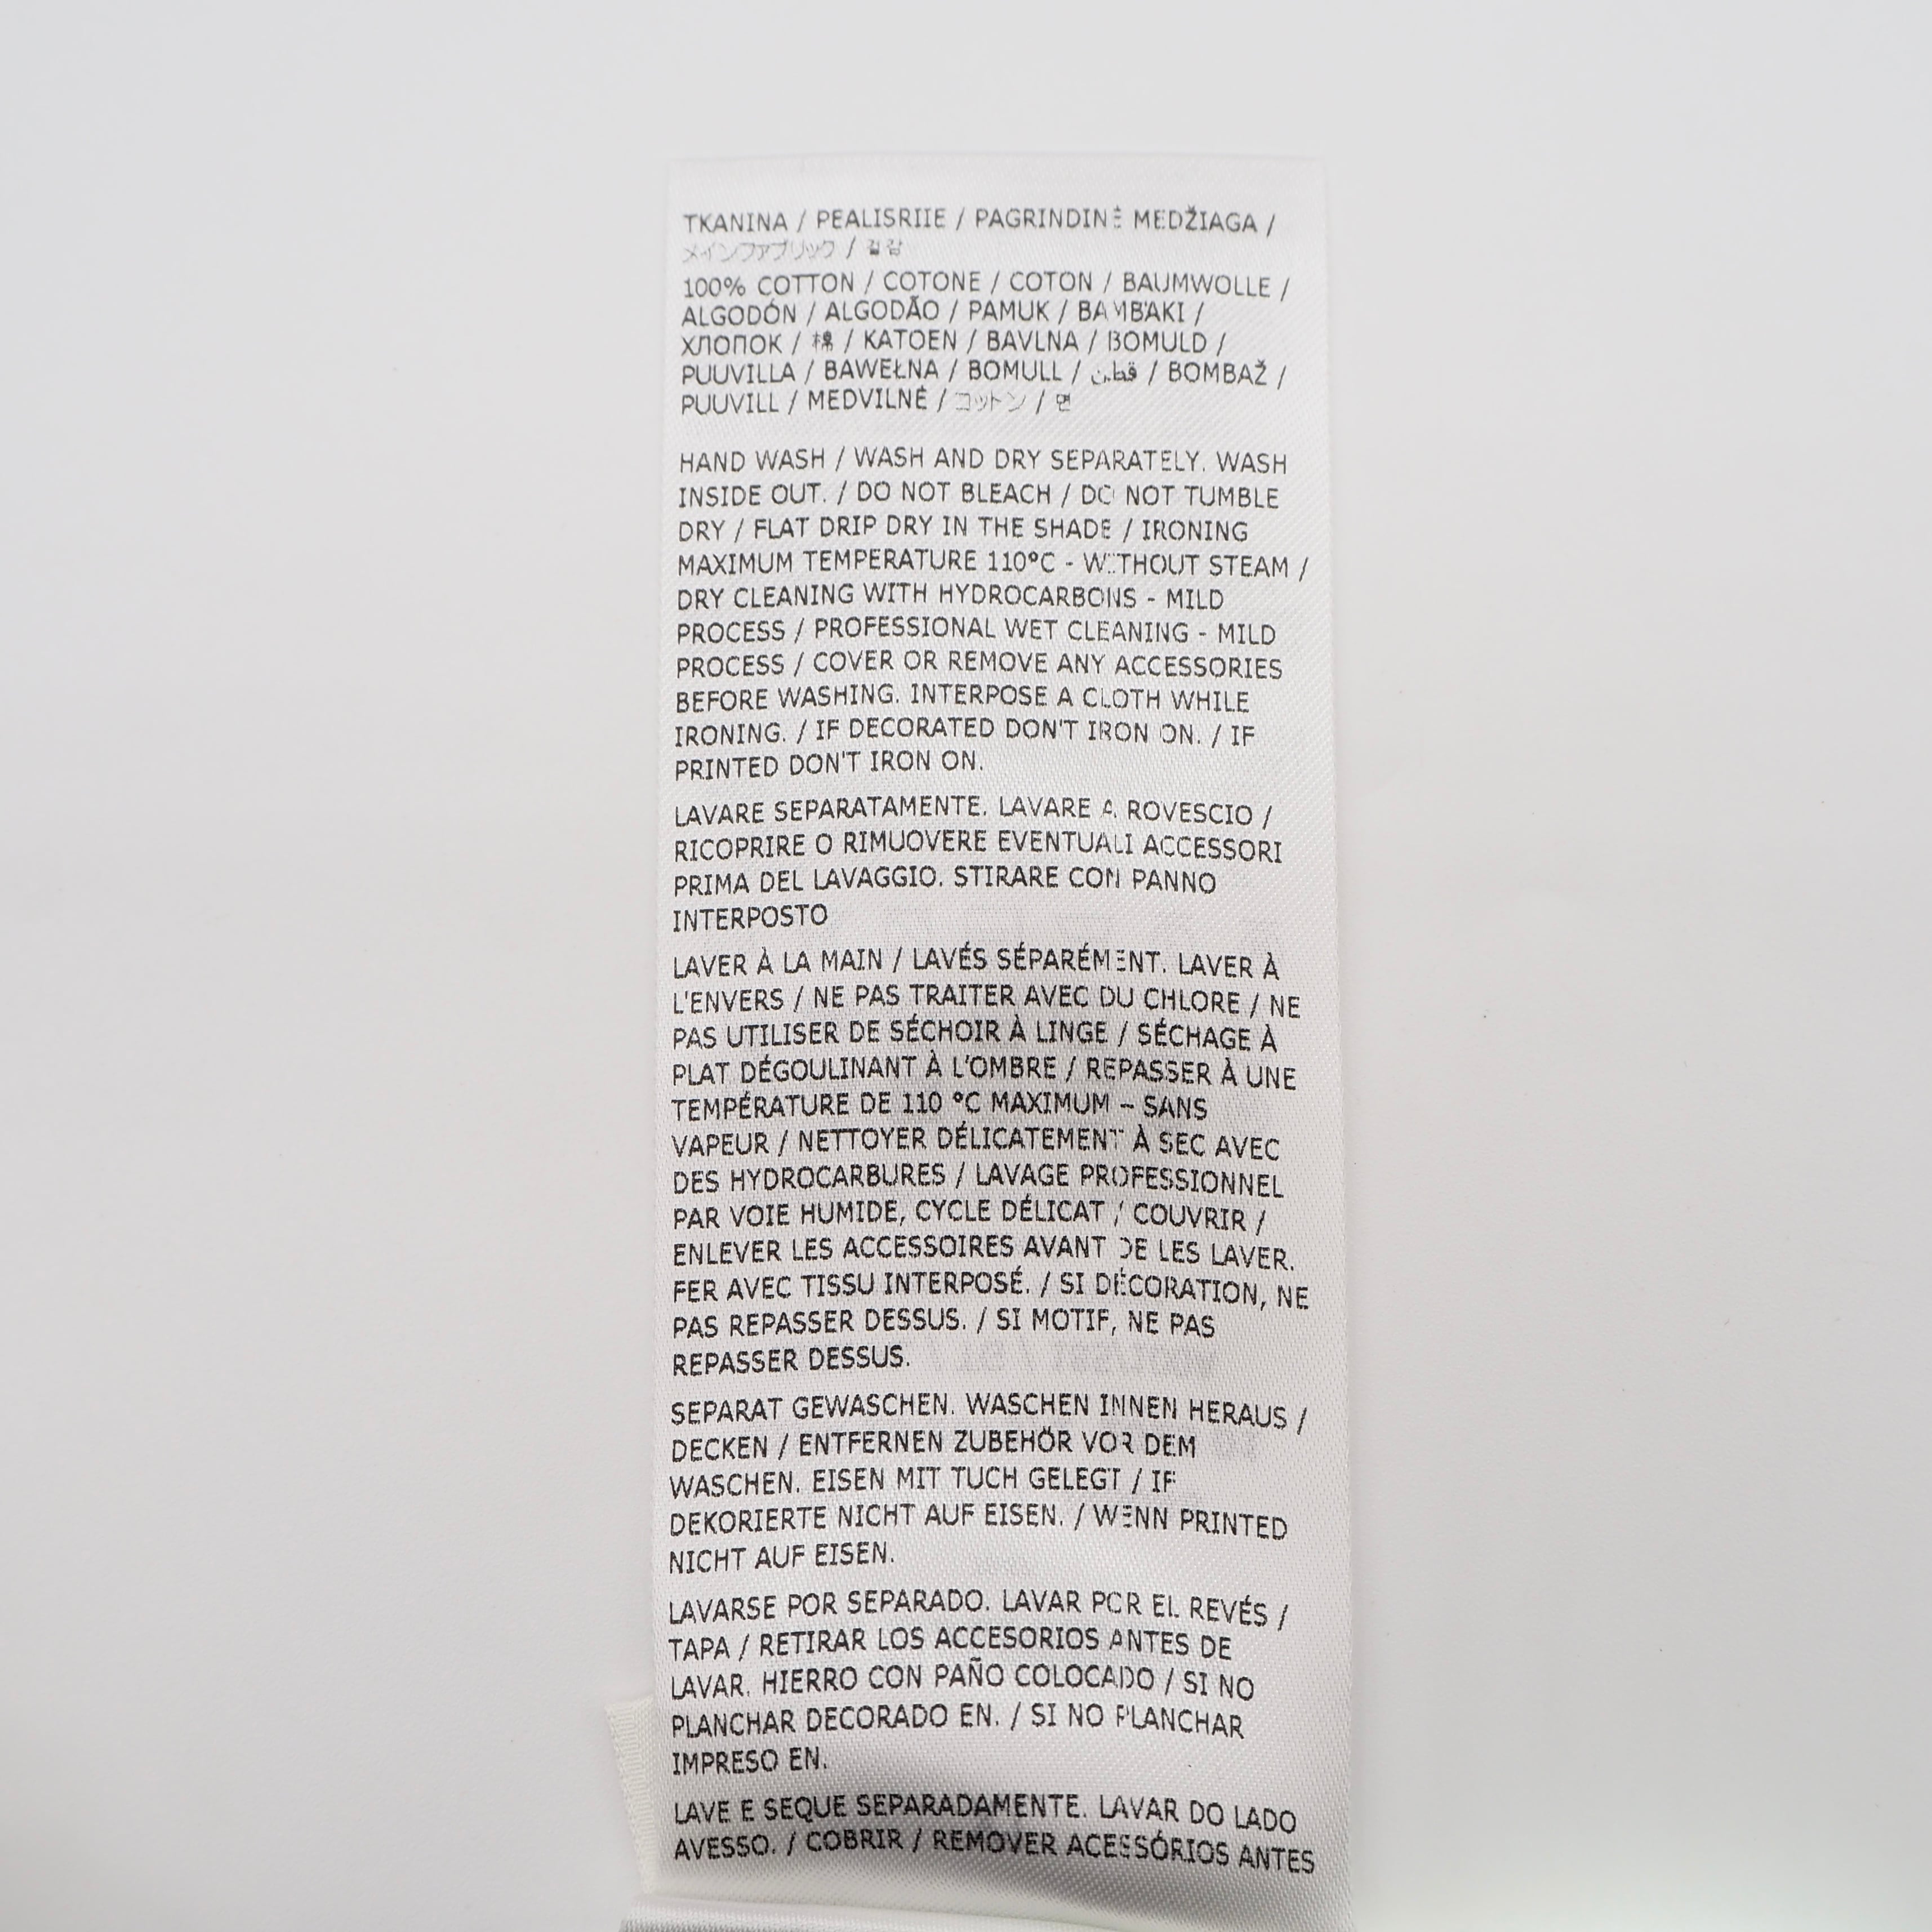 TKANINA / PEALISRIIE / PAGRINDINĖ MEDŽIAGA /
メインファブリック / 겉감
100% COTTON / COTONE / COTON / BAUMWOLLE /
ALGODÓN / ALGODÃO / PAMUK / BAMBAKI /
ХЛОПОК / 棉 / KATOEN / BAVLNA / BOMULD /
PUUVILLA / BAWEŁNA / BOMULL / قطن / BOMBAŽ /
PUUVILL / MEDVILNĖ / コットン / 면
HAND WASH / WASH AND DRY SEPARATELY. WASH
INSIDE OUT. / DO NOT BLEACH / DO NOT TUMBLE
DRY / FLAT DRIP DRY IN THE SHADE / IRONING
MAXIMUM TEMPERATURE 110°C - WITHOUT STEAM /
DRY CLEANING WITH HYDROCARBONS - MILD
PROCESS / PROFESSIONAL WET CLEANING - MILD
PROCESS / COVER OR REMOVE ANY ACCESSORIES
BEFORE WASHING. INTERPOSE A CLOTH WHILE
IRONING. / IF DECORATED DON'T IRON ON. / IF
PRINTED DON'T IRON ON.
LAVARE SEPARATAMENTE. LAVARE A ROVESCIO /
RICOPRIRE O RIMUOVERE EVENTUALI ACCESSORI
PRIMA DEL LAVAGGIO. STIRARE CON PANNO
INTERPOSTO
LAVER À LA MAIN / LAVÉS SÉPARÉMENT. LAVER À
L'ENVERS / NE PAS TRAITER AVEC DU CHLORE / NE
PAS UTILISER DE SÉCHOIR À LINGE / SÉCHAGE À
PLAT DÉGOULINANT À L'OMBRE / REPASSER À UNE
TEMPÉRATURE DE 110 °C MAXIMUM – SANS
VAPEUR / NETTOYER DÉLICATEMENT À SEC AVEC
DES HYDROCARBURES / LAVAGE PROFESSIONNEL
PAR VOIE HUMIDE, CYCLE DÉLICAT / COUVRIR /
ENLEVER LES ACCESSOIRES AVANT DE LES LAVER.
FER AVEC TISSU INTERPOSÉ. / SI DÉCORATION, NE
PAS REPASSER DESSUS. / SI MOTIF, NE PAS
REPASSER DESSUS.
SEPARAT GEWASCHEN. WASCHEN INNEN HERAUS /
DECKEN / ENTFERNEN ZUBEHÖR VOR DEM
WASCHEN. EISEN MIT TUCH GELEGT / IF
DEKORIERTE NICHT AUF EISEN. / WENN PRINTED
NICHT AUF EISEN.
LAVARSE POR SEPARADO. LAVAR POR EL REVÉS /
TAPA / RETIRAR LOS ACCESORIOS ANTES DE
LAVAR. HIERRO CON PAÑO COLOCADO / SI NO
PLANCHAR DECORADO EN. / SI NO PLANCHAR
IMPRESO EN.
LAVE E SEQUE SEPARADAMENTE. LAVAR DO LADO
AVESSO. / COBRIR / REMOVER ACESSÓRIOS ANTES